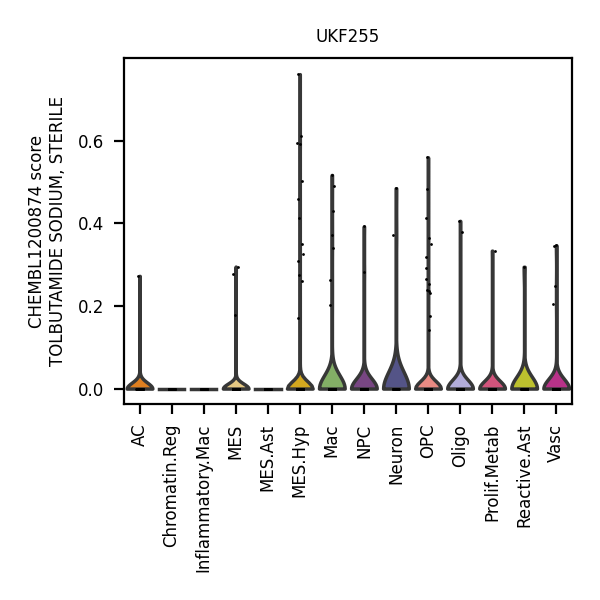 UKF255
CHEMBL1200874 score
TOLBUTAMIDE SODIUM, STERILE
0.6
0.4
0.2
0.0
AC
Chromatin.Reg
Inflammatory.Mac
MES
MES.Ast
MES.Hyp
Mac
NPC
Neuron
OPC
Oligo
Prolif.Metab
Reactive.Ast
Vasc